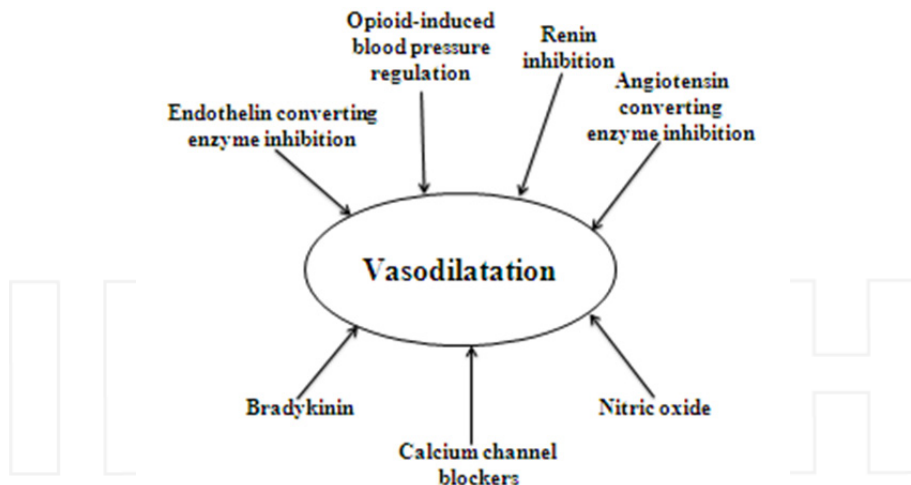 Opioid-induced
blood pressure
regulation
Renin
inhibition
Angiotensin
converting
enzyme inhibition
Endothelin converting
enzyme inhibition
Vasodilatation
Bradykinin
Nitric oxide
Calcium channel
blockers